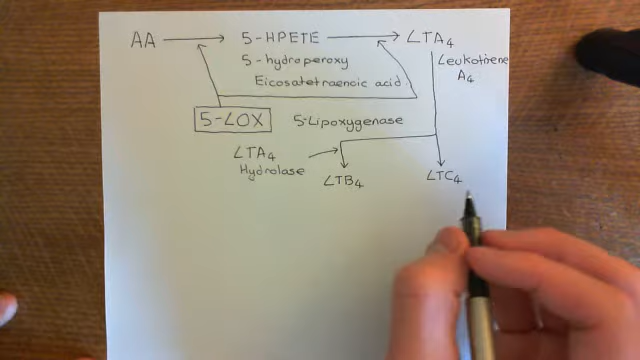 AA 5-HPETE LTA4
5-hydroperoxy
Eicosatetraenoic acid
Leukotriene
A4
5-LOX 5-Lipoxygenase
LTA4
Hydrolase
LTB4 LTC4